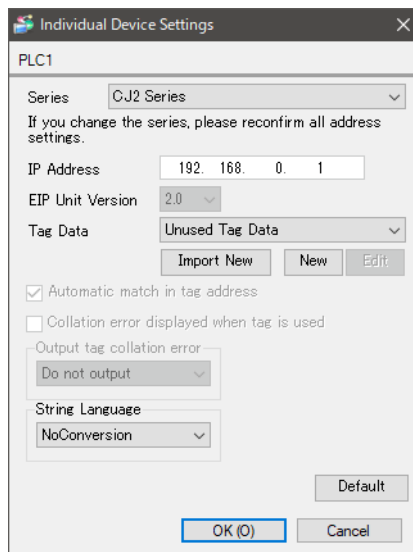 Individual Device Settings
PLC1
Series CJ2 Series
If you change the series, please reconfirm all address
settings.
IP Address 192. 168. 0. 1
EIP Unit Version 2.0
Tag Data Unused Tag Data
Import New New Edit
Automatic match in tag address
Collation error displayed when tag is used
Output tag collation error
Do not output
String Language
NoConversion
Default
OK (O) Cancel